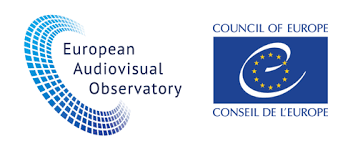 European
Audiovisual
Observatory
COUNCIL OF EUROPE
CONSEIL DE L'EUROPE